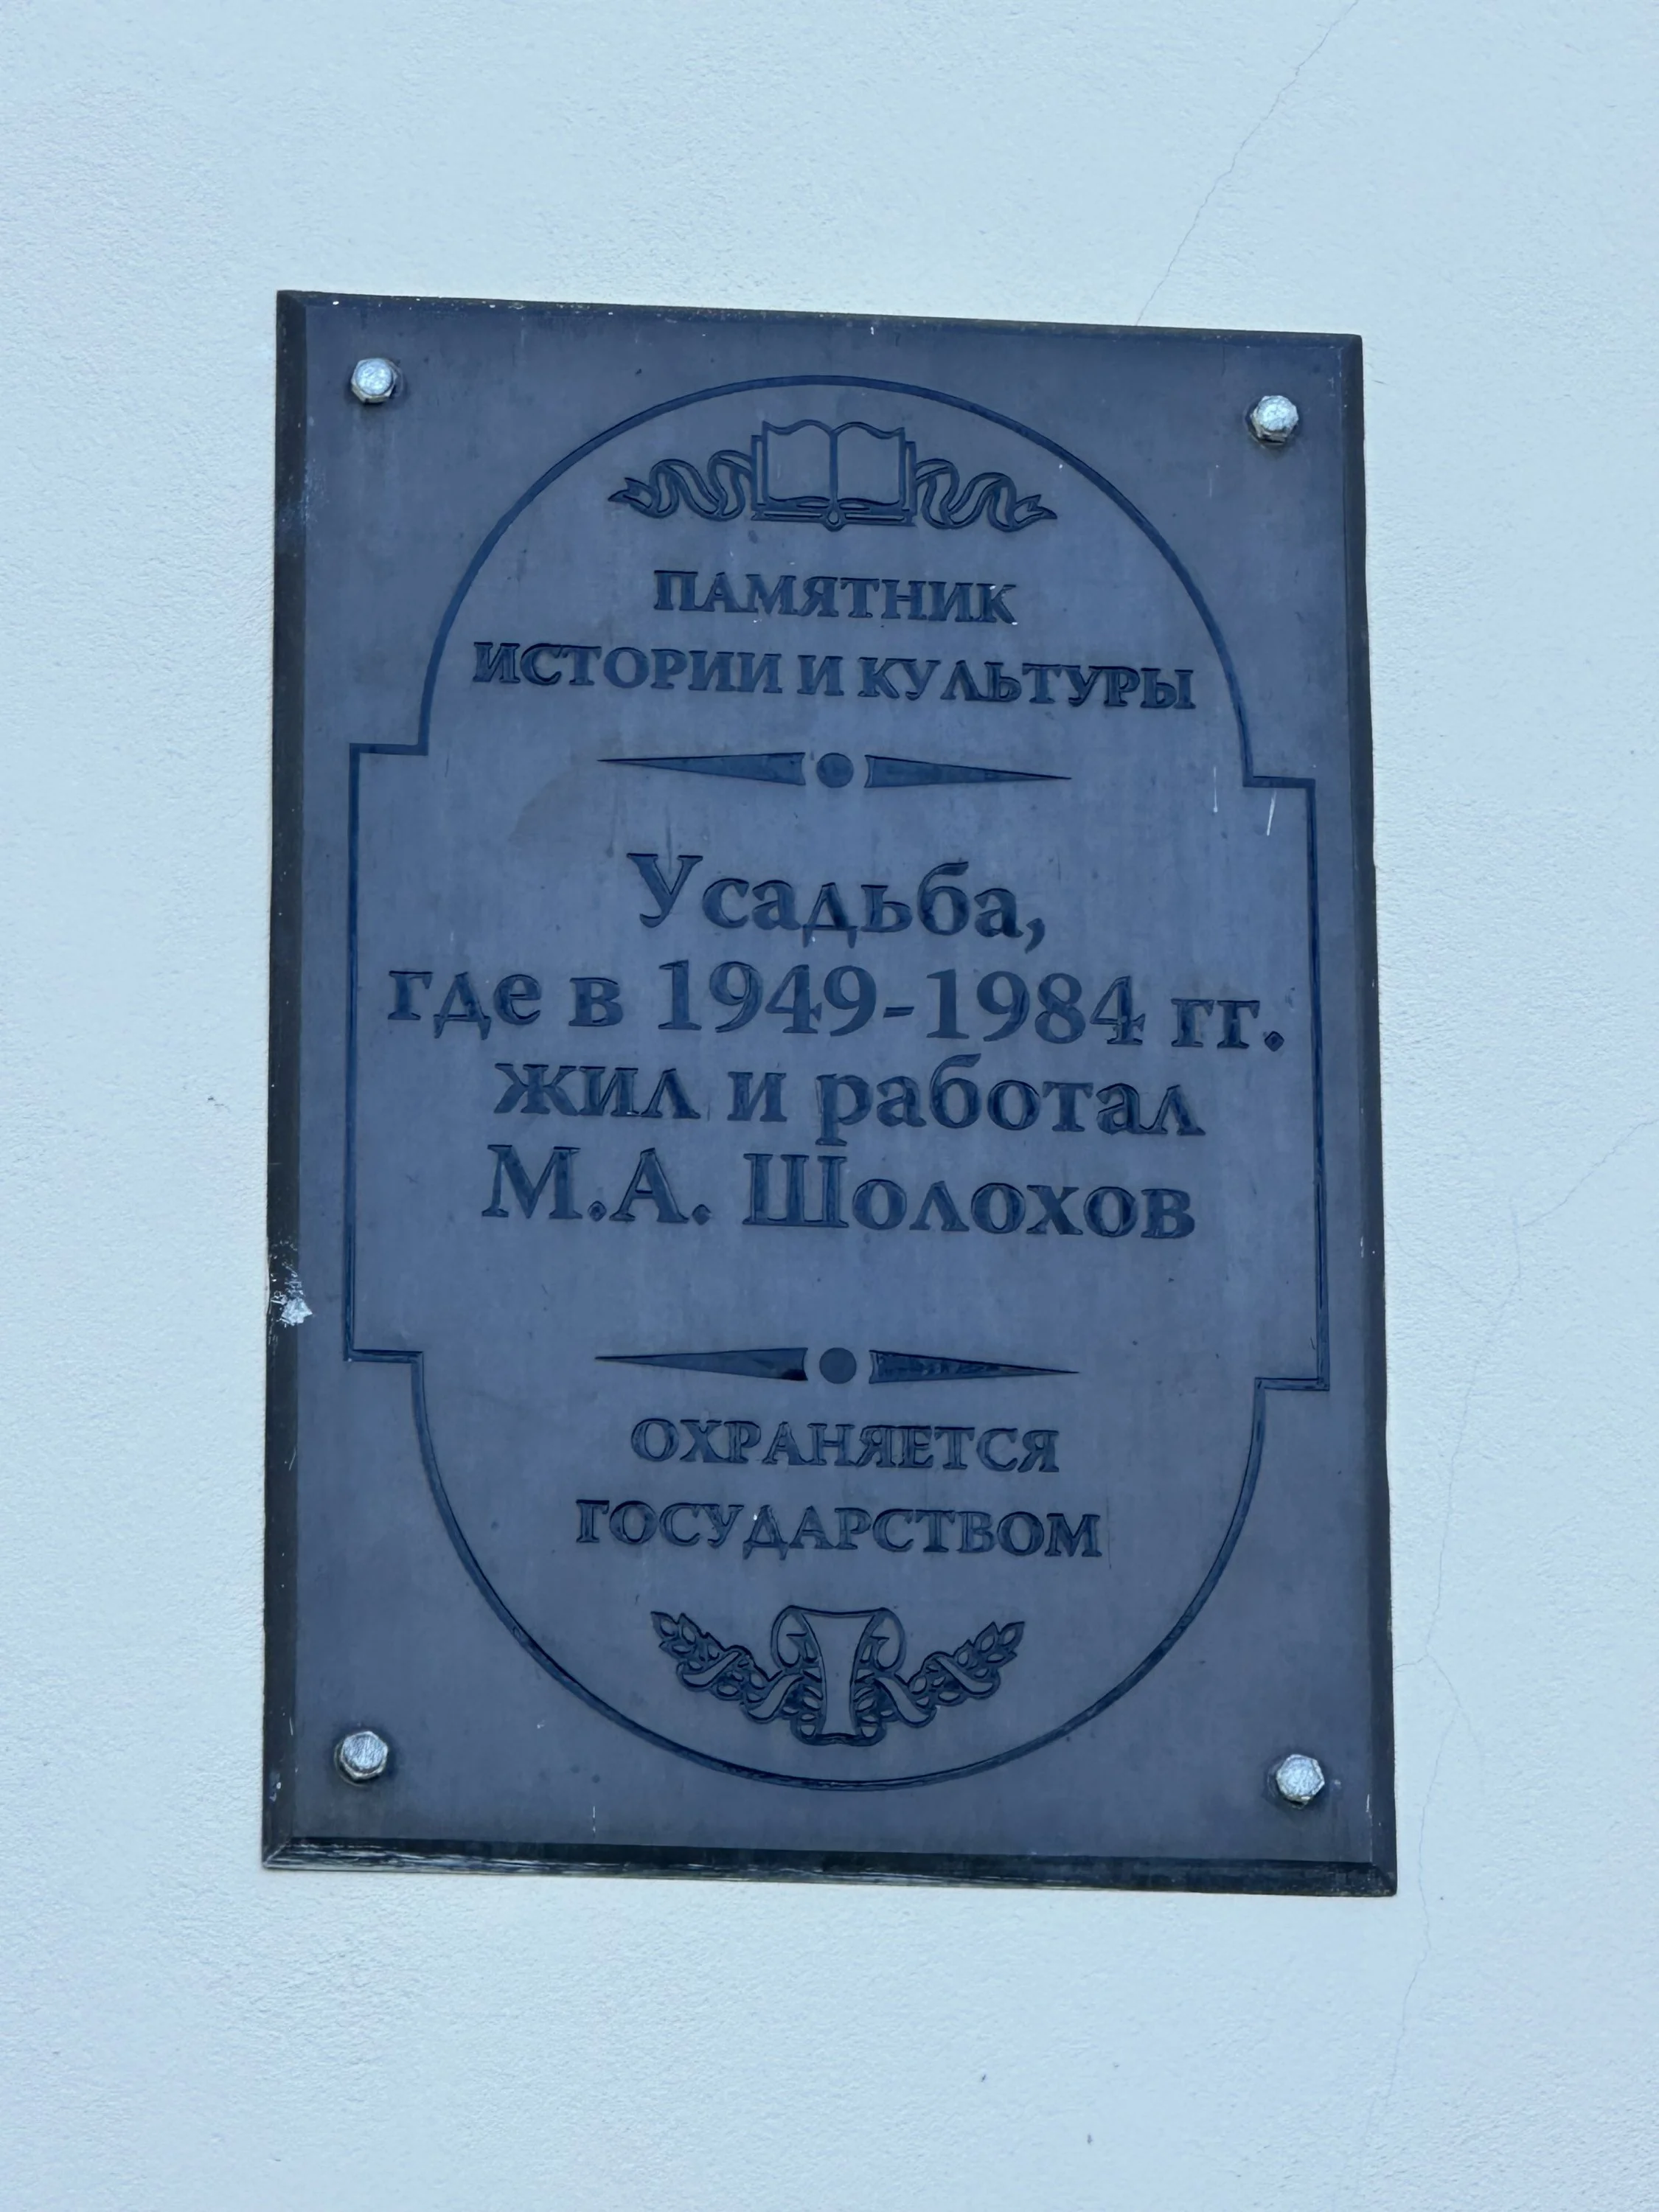 ПАМЯТНИК
ИСТОРИИ И КУЛЬТУРЫ
Усадьба,
где в 1949-1984 гг.
жил и работал
М.А. Шолохов
ОХРАНЯЕТСЯ
ГОСУДАРСТВОМ